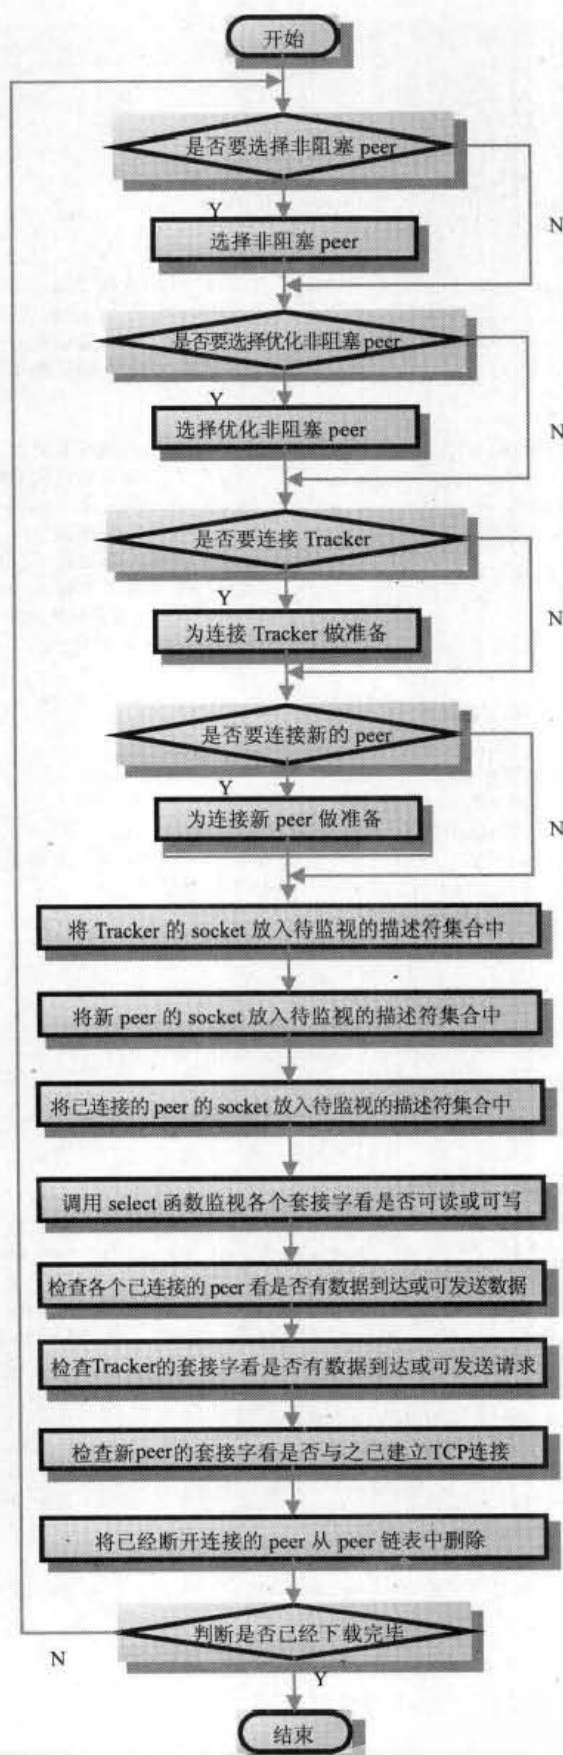 开始
是否要选择非阻塞 peer
Y
N
选择非阻塞 peer
是否要选择优化非阻塞 peer
Y
N
选择优化非阻塞 peer
是否要连接 Tracker
Y
N
为连接 Tracker 做准备
是否要连接新的 peer
Y
为连接新 peer 做准备
N
将 Tracker 的 socket 放入待监视的描述符集合中
将新 peer 的 socket 放入待监视的描述符集合中
将已连接的 peer 的 socket 放入待监视的描述符集合中
调用 select 函数监视各个套接字看是否可读或可写
检查各个已连接的 peer 看是否有数据到达或可发送数据
检查Tracker的套接字看是否有数据到达或可发送请求
检查新peer的套接字看是否与之已建立TCP连接
将已经断开连接的 peer 从 peer 链表中删除
判断是否已经下载完毕
N
Y
结束